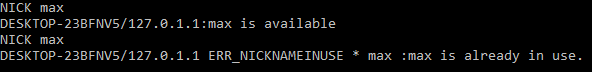 NICK max
DESKTOP-23BFNV5/127.0.1.1:max is available
NICK max
DESKTOP-23BFNV5/127.0.1.1 ERR_NICKNAMEINUSE * max :max is already in use.